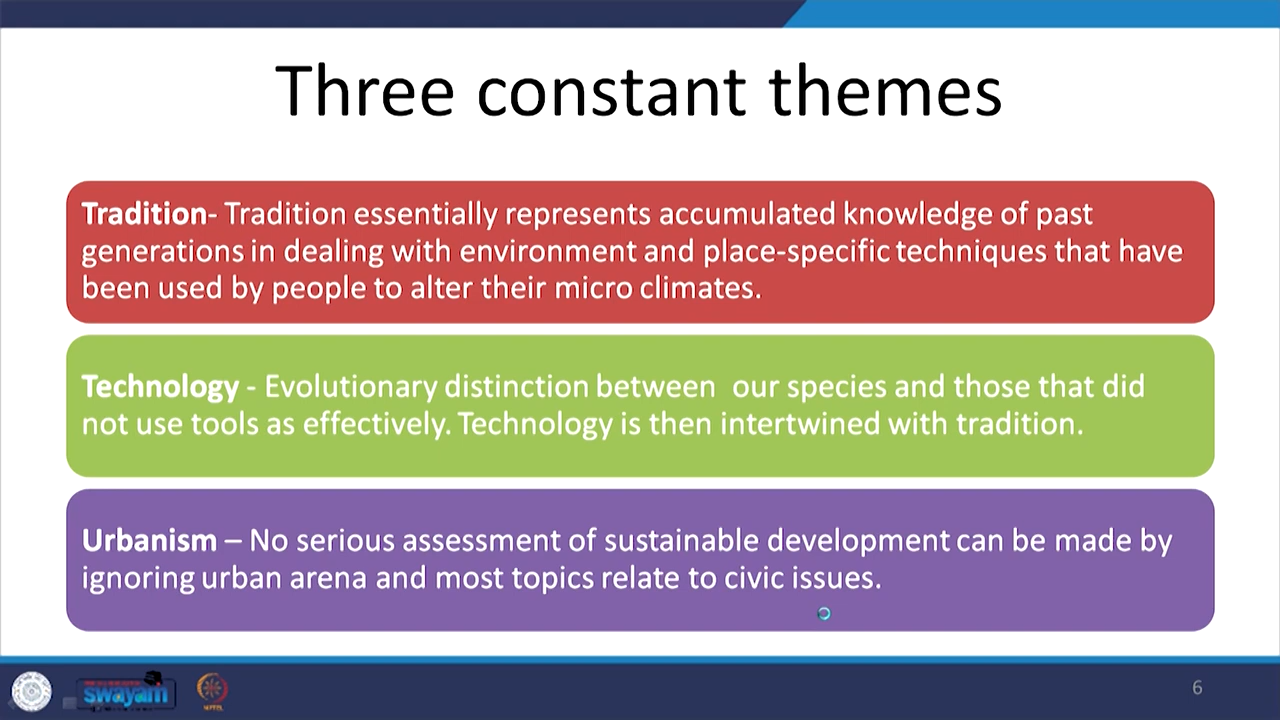 Three constant themes
Tradition- Tradition essentially represents accumulated knowledge of past
generations in dealing with environment and place-specific techniques that have
been used by people to alter their micro climates.
Technology - Evolutionary distinction between our species and those that did
not use tools as effectively. Technology is then intertwined with tradition.
Urbanism – No serious assessment of sustainable development can be made by
ignoring urban arena and most topics relate to civic issues.
swayam
6